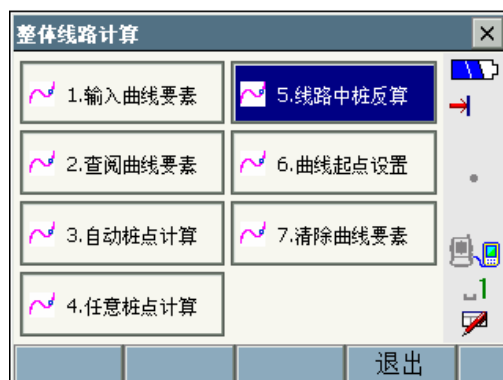 整体线路计算
1.输入曲线要素
5.线路中桩反算
2.查阅曲线要素
6.曲线起点设置
3.自动桩点计算
7.清除曲线要素
4.任意桩点计算
1
退出